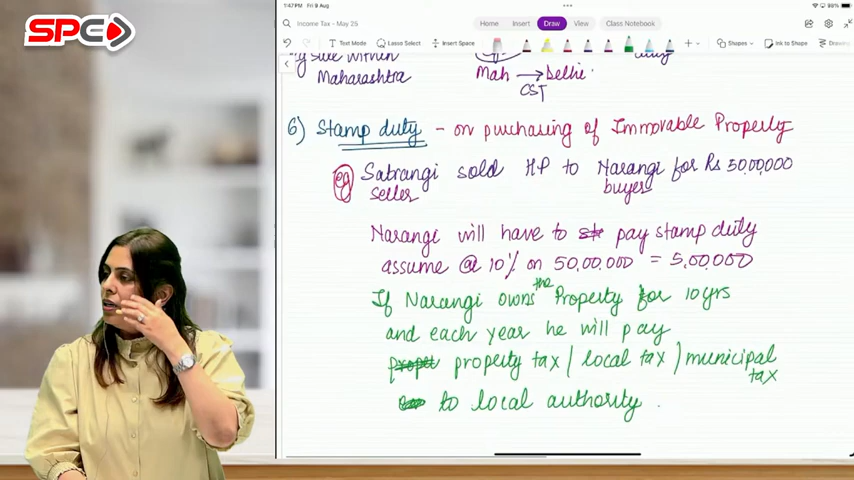 1:47 PM Fri 9 Aug
86%
SPC
Income Tax - May 25
Home Insert Draw View Class Notebook
Text Mode Lasso Select Insert Space Shapes Ink to Shape Drawing
Maharashtra
Mah → Delhi
CST
6) Stamp duty - on purchasing of Immovable Property
eg Satrangi sold HP to Narangi for Rs 50,00,000
seller buyer
Narangi will have to pay stamp duty
assume @ 10% on 50,00,000 = 5,00,000
If Narangi owns the Property for 10 yrs
and each year he will pay
property tax / local tax / municipal
tax
to local authority .